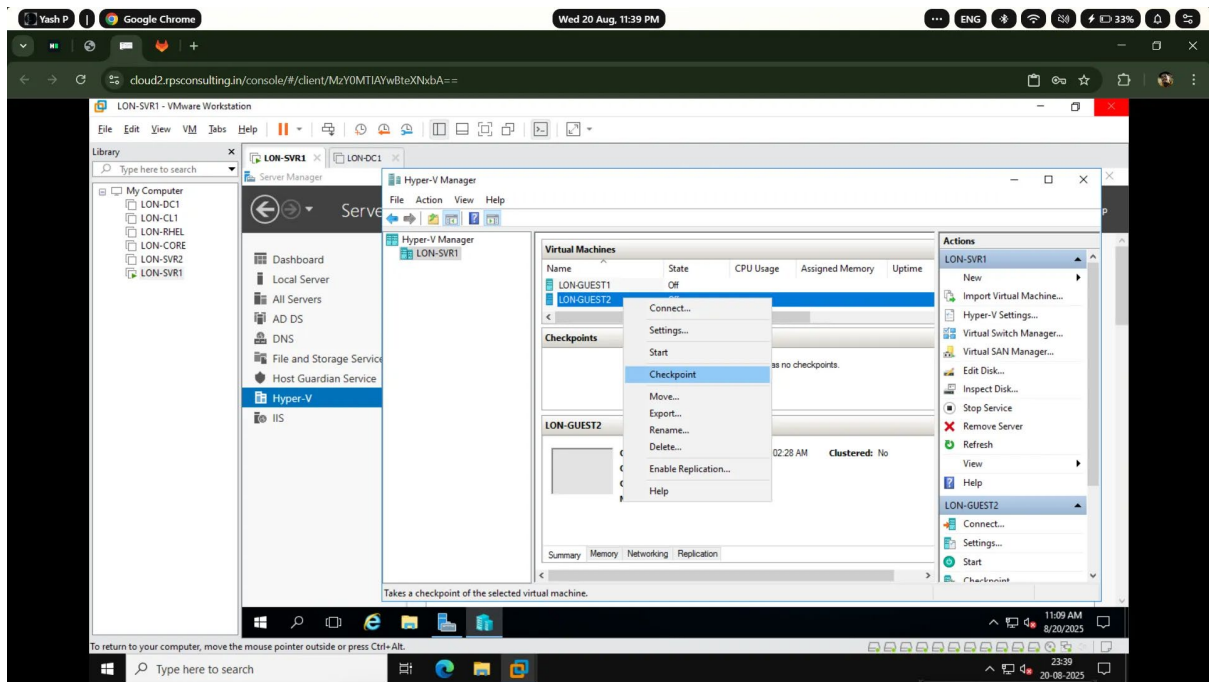 Yash P | Google Chrome Wed 20 Aug, 11:39 PM ... ENG 33%
cloud2.rpsconsulting.in/console/#/client/MzY0MTIAYwBteXNxbA==
LON-SVR1 - VMware Workstation
File Edit View VM Tabs Help
Library
Type here to search
My Computer
LON-DC1
LON-CL1
LON-RHEL
LON-CORE
LON-SVR2
LON-SVR1
LON-SVR1 LON-DC1
Server Manager
Serve
Dashboard
Local Server
All Servers
AD DS
DNS
File and Storage Service
Host Guardian Service
Hyper-V
IIS
Hyper-V Manager
File Action View Help
Hyper-V Manager
LON-SVR1
Virtual Machines
Name State CPU Usage Assigned Memory Uptime
LON-GUEST1 Off
LON-GUEST2
Checkpoints
as no checkpoints.
LON-GUEST2
02:28 AM Clustered: No
Summary Memory Networking Replication
Connect...
Settings...
Start
Checkpoint
Move...
Export...
Rename...
Delete...
Enable Replication...
Help
Actions
LON-SVR1
New
Import Virtual Machine...
Hyper-V Settings...
Virtual Switch Manager...
Virtual SAN Manager...
Edit Disk...
Inspect Disk...
Stop Service
Remove Server
Refresh
View
Help
LON-GUEST2
Connect...
Settings...
Start
Checkpoint
Takes a checkpoint of the selected virtual machine.
11:09 AM
8/20/2025
To return to your computer, move the mouse pointer outside or press Ctrl+Alt.
Type here to search
23:39
20-08-2025